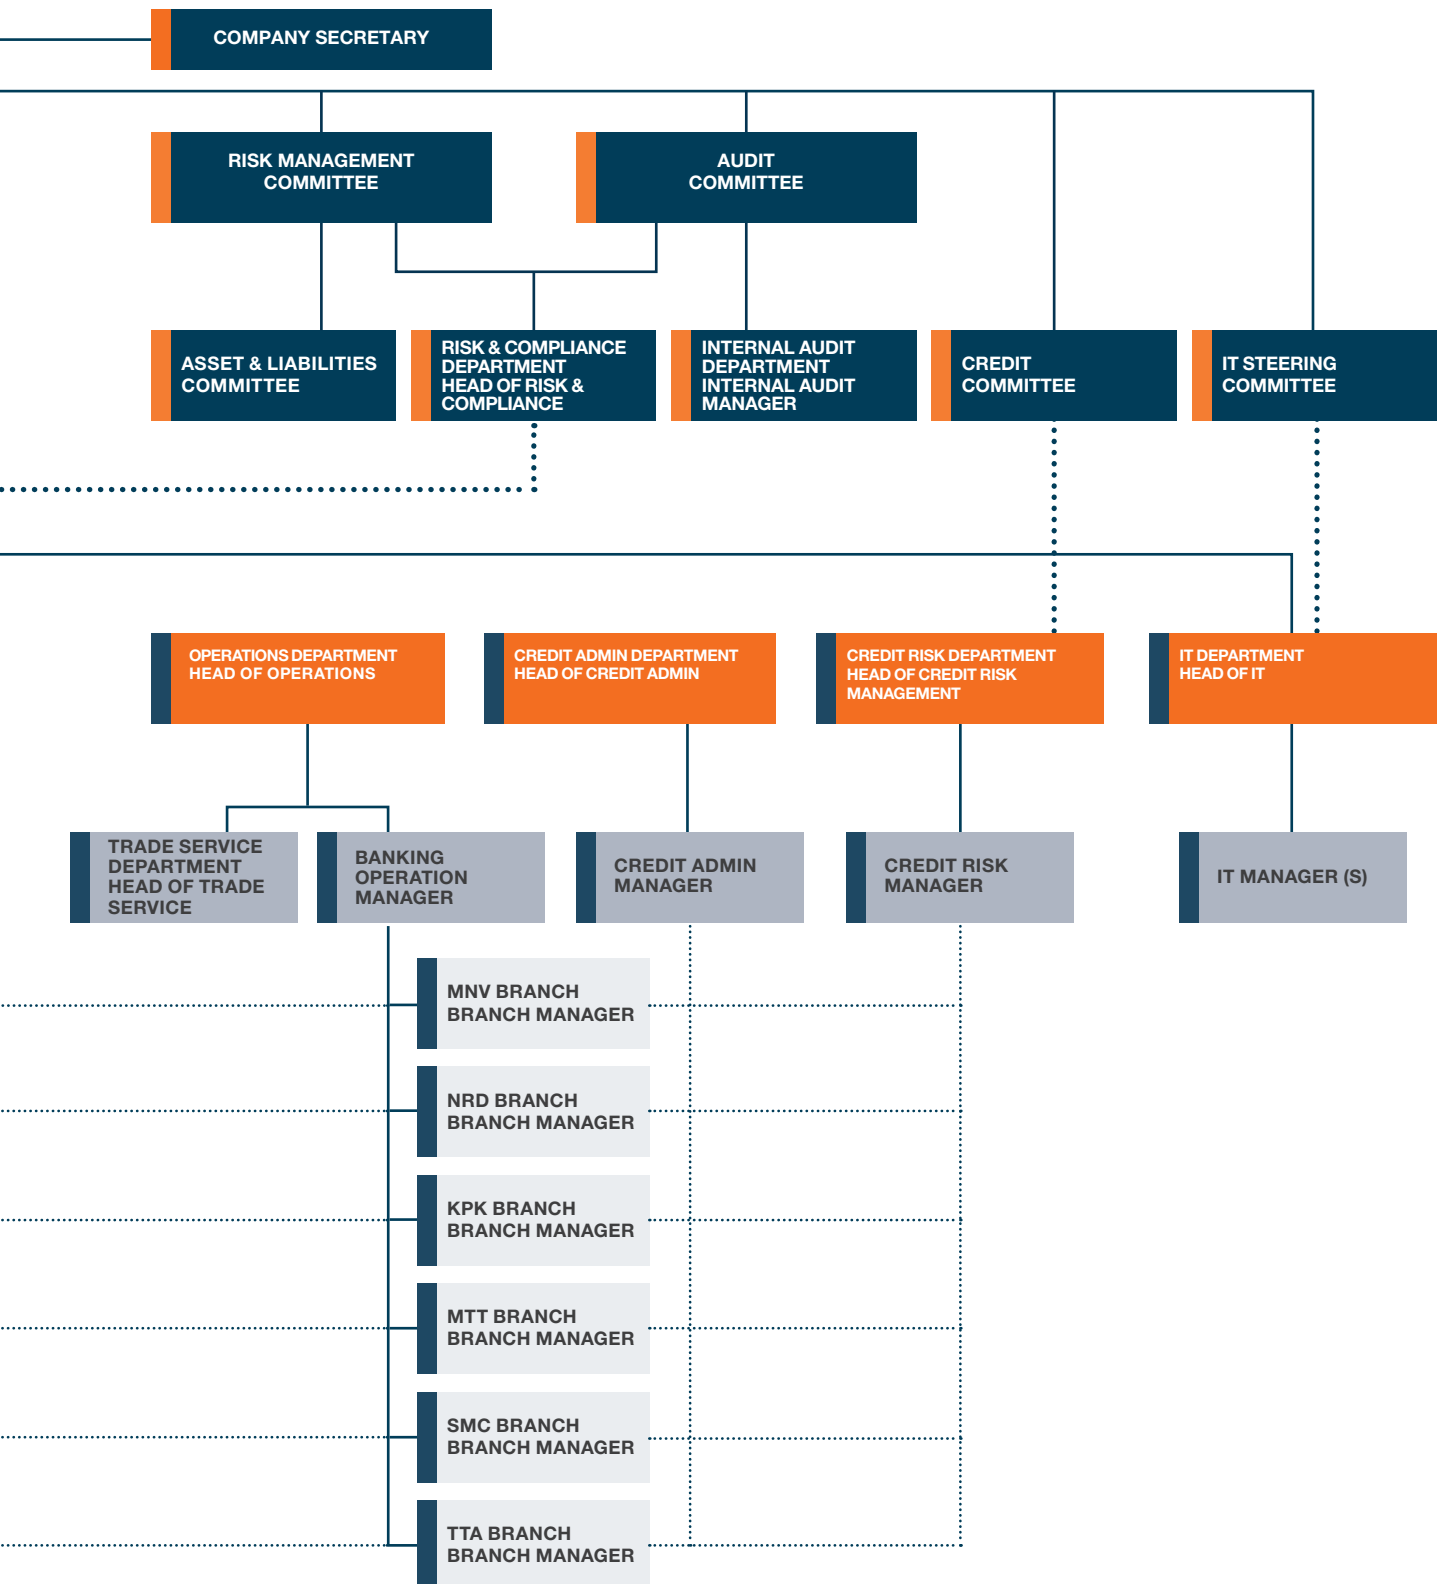 COMPANY SECRETARY
RISK MANAGEMENT
COMMITTEE
AUDIT
COMMITTEE
ASSET & LIABILITIES
COMMITTEE
RISK & COMPLIANCE
DEPARTMENT
HEAD OF RISK &
COMPLIANCE
INTERNAL AUDIT
DEPARTMENT
INTERNAL AUDIT
MANAGER
CREDIT
COMMITTEE
IT STEERING
COMMITTEE
OPERATIONS DEPARTMENT
HEAD OF OPERATIONS
CREDIT ADMIN DEPARTMENT
HEAD OF CREDIT ADMIN
CREDIT RISK DEPARTMENT
HEAD OF CREDIT RISK
MANAGEMENT
IT DEPARTMENT
HEAD OF IT
TRADE SERVICE
DEPARTMENT
HEAD OF TRADE
SERVICE
BANKING
OPERATION
MANAGER
CREDIT ADMIN
MANAGER
CREDIT RISK
MANAGER
IT MANAGER (S)
MNV BRANCH
BRANCH MANAGER
NRD BRANCH
BRANCH MANAGER
KPK BRANCH
BRANCH MANAGER
MTT BRANCH
BRANCH MANAGER
SMC BRANCH
BRANCH MANAGER
TTA BRANCH
BRANCH MANAGER